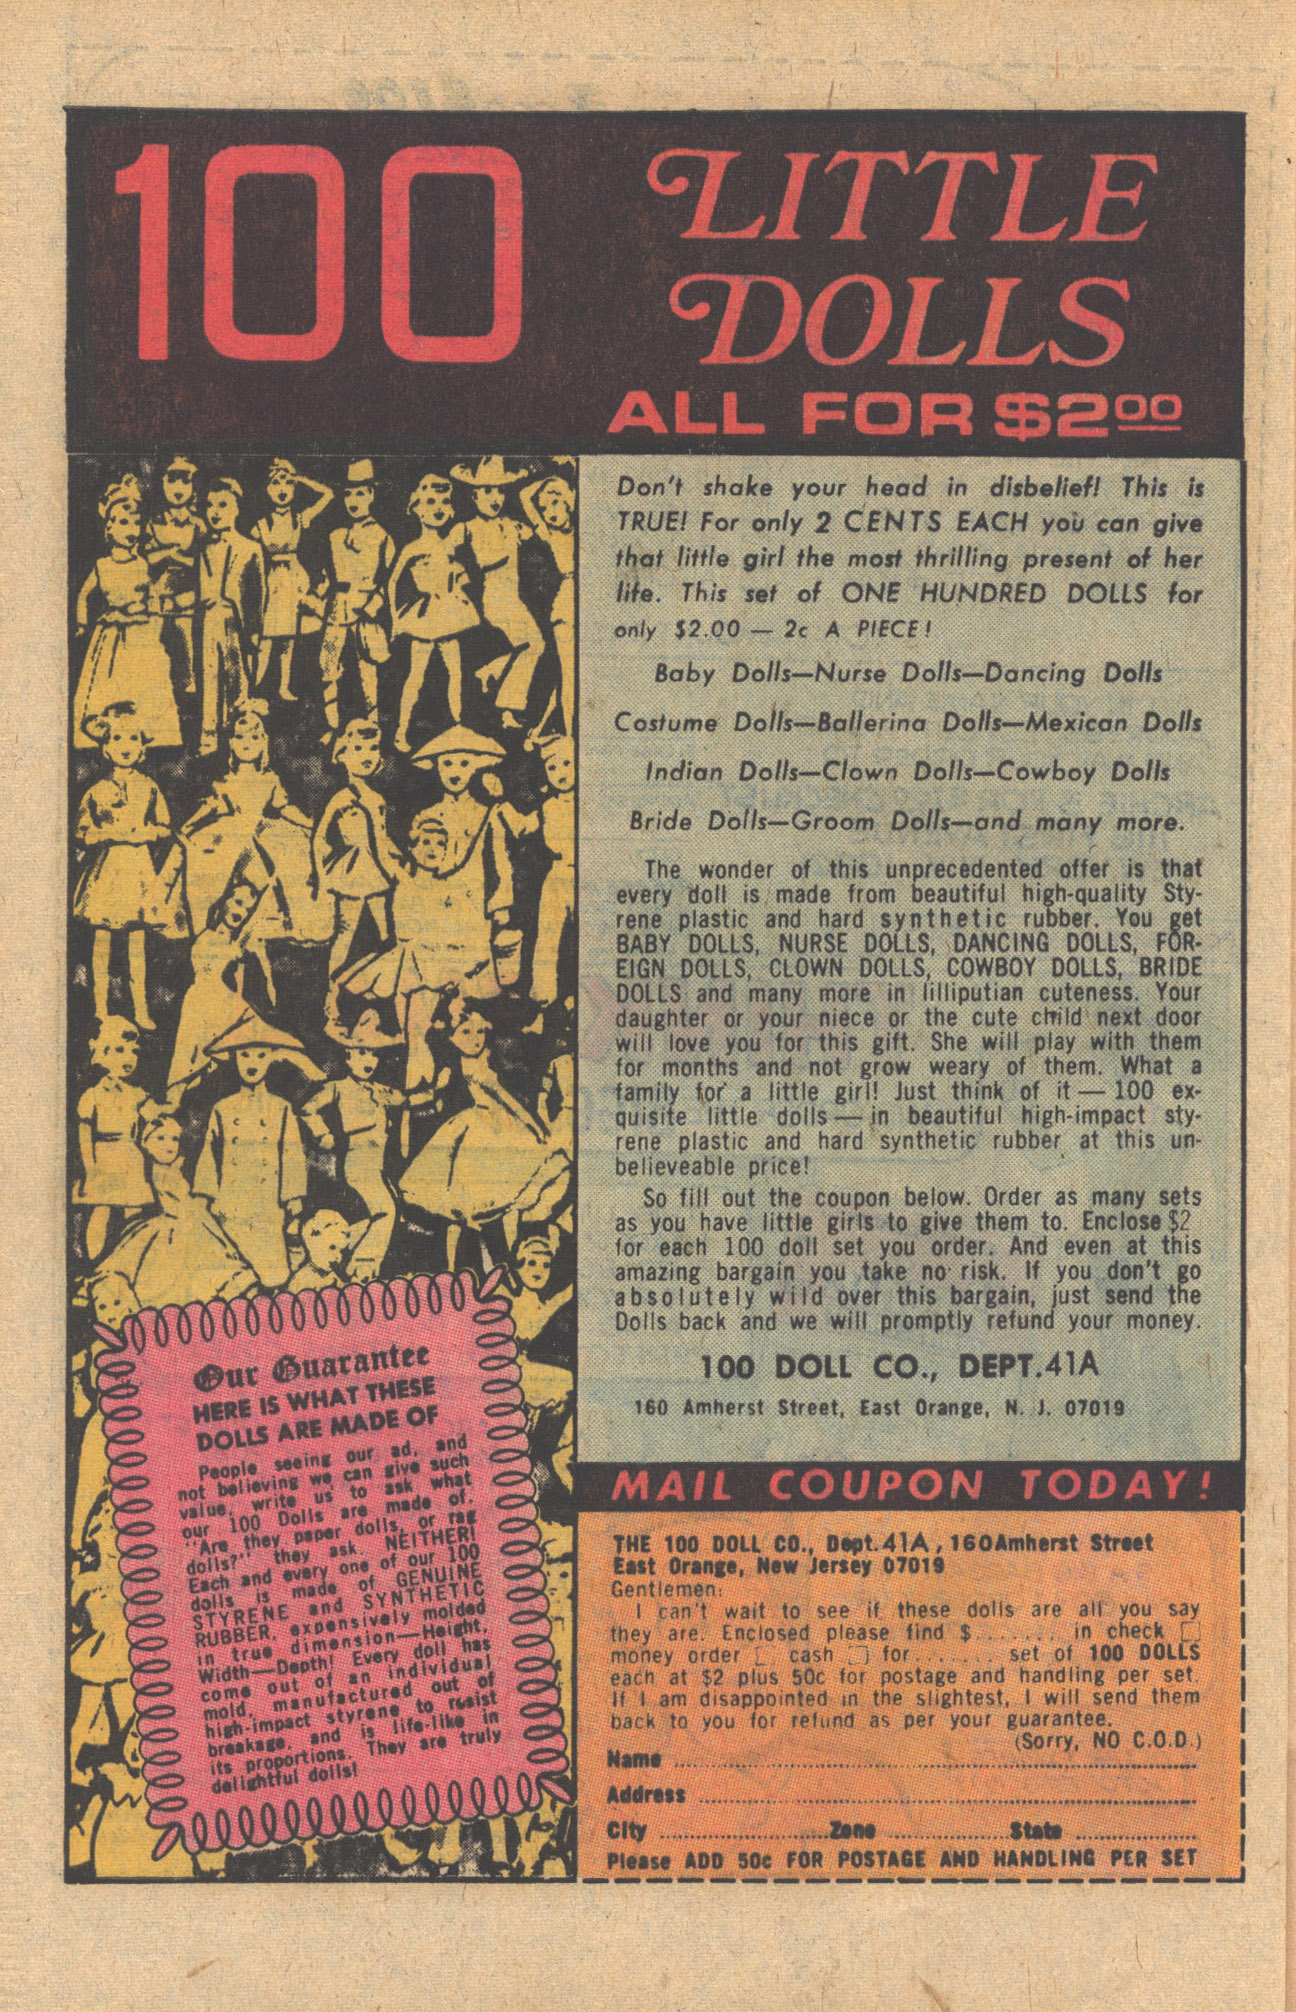 100
LITTLE
DOLLS
ALL FOR $2.00
Don't shake your head in disbelief! This is
TRUE! For only 2 CENTS EACH you can give
that little girl the most thrilling present of her
life. This set of ONE HUNDRED DOLLS for
only $2.00 — 2c A PIECE!
Baby Dolls—Nurse Dolls—Dancing Dolls
Costume Dolls—Ballerina Dolls—Mexican Dolls
Indian Dolls—Clown Dolls—Cowboy Dolls
Bride Dolls—Groom Dolls—and many more.
The wonder of this unprecedented offer is that
every doll is made from beautiful high-quality Sty-
rene plastic and hard synthetic rubber. You get
BABY DOLLS, NURSE DOLLS, DANCING DOLLS, FOR-
EIGN DOLLS, CLOWN DOLLS, COWBOY DOLLS, BRIDE
DOLLS and many more in lilliputian cuteness. Your
daughter or your niece or the cute child next door
will love you for this gift. She will play with them
for months and not grow weary of them. What a
family for a little girl! Just think of it — 100 ex-
quisite little dolls — in beautiful high-impact sty-
rene plastic and hard synthetic rubber at this un-
believeable price!
So fill out the coupon below. Order as many sets
as you have little girls to give them to. Enclose $2
for each 100 doll set you order. And even at this
amazing bargain you take no risk. If you don't go
absolutely wild over this bargain, just send the
Dolls back and we will promptly refund your money.
100 DOLL CO., DEPT.41A
160 Amherst Street, East Orange, N. J. 07019
Our Guarantee
HERE IS WHAT THESE
DOLLS ARE MADE OF
People seeing our ad, and
not believing we can give such
value, write us to ask what
our 100 Dolls are made of.
"Are they paper dolls, or rag
dolls?" they ask. NEITHER!
Each and every one of our 100
dolls is made of GENUINE
STYRENE and SYNTHETIC
RUBBER, expensively molded
in true dimension—Height,
Width—Depth! Every doll has
come out of an individual
mold, manufactured out of
high-impact styrene to resist
breakage, and is life-like in
its proportions. They are truly
delightful dolls!
MAIL COUPON TODAY!
THE 100 DOLL CO., Dept.41A, 160 Amherst Street
East Orange, New Jersey 07019
Gentlemen:
I can't wait to see if these dolls are all you say
they are. Enclosed please find $........ in check
money order cash for....... set of 100 DOLLS
each at $2 plus 50c for postage and handling per set.
If I am disappointed in the slightest, I will send them
back to you for refund as per your guarantee.
(Sorry, NO C.O.D.)
Name
Address
City Zone State
Please ADD 50c FOR POSTAGE AND HANDLING PER SET